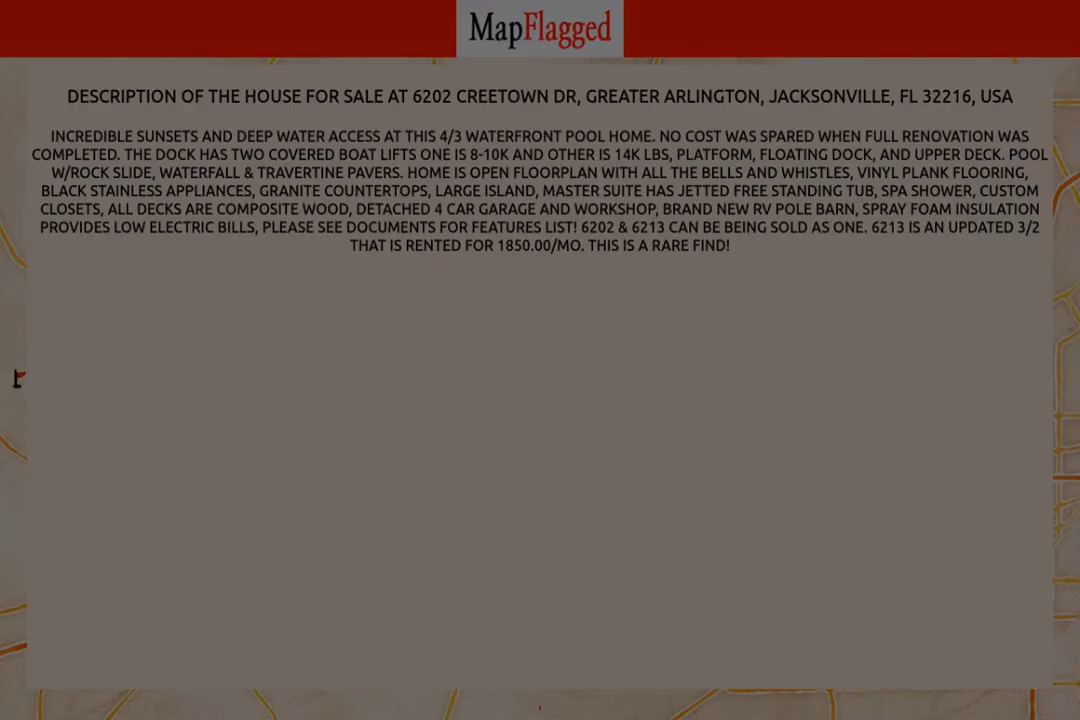 MapFlagged
DESCRIPTION OF THE HOUSE FOR SALE AT 6202 CREETOWN DR, GREATER ARLINGTON, JACKSONVILLE, FL 32216, USA
INCREDIBLE SUNSETS AND DEEP WATER ACCESS AT THIS 4/3 WATERFRONT POOL HOME. NO COST WAS SPARED WHEN FULL RENOVATION WAS
COMPLETED. THE DOCK HAS TWO COVERED BOAT LIFTS ONE IS 8-10K AND OTHER IS 14K LBS, PLATFORM, FLOATING DOCK, AND UPPER DECK. POOL
W/ROCK SLIDE, WATERFALL & TRAVERTINE PAVERS. HOME IS OPEN FLOORPLAN WITH ALL THE BELLS AND WHISTLES, VINYL PLANK FLOORING,
BLACK STAINLESS APPLIANCES, GRANITE COUNTERTOPS, LARGE ISLAND, MASTER SUITE HAS JETTED FREE STANDING TUB, SPA SHOWER, CUSTOM
CLOSETS, ALL DECKS ARE COMPOSITE WOOD, DETACHED 4 CAR GARAGE AND WORKSHOP, BRAND NEW RV POLE BARN, SPRAY FOAM INSULATION
PROVIDES LOW ELECTRIC BILLS, PLEASE SEE DOCUMENTS FOR FEATURES LIST! 6202 & 6213 CAN BE BEING SOLD AS ONE. 6213 IS AN UPDATED 3/2
THAT IS RENTED FOR 1850.00/MO. THIS IS A RARE FIND!